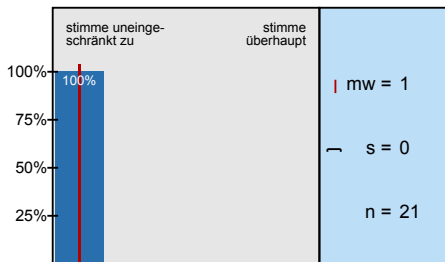 stimme uneinge-
schränkt zu
stimme
überhaupt
100%
100%
75%
50%
25%
mw = 1
s = 0
n = 21